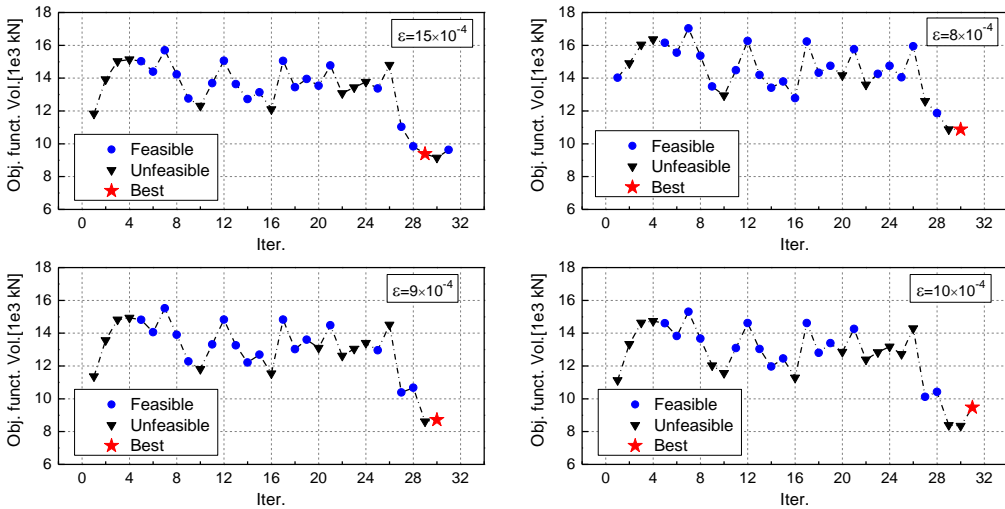 18
16
14
12
10
8
6
Obj. funct. Vol.[1e3 kN]
ε=15×10-4
Feasible
Unfeasible
Best
0 4 8 12 16 20 24 28 32
Iter.
18
16
14
12
10
8
6
Obj. funct. Vol.[1e3 kN]
ε=8×10-4
Feasible
Unfeasible
Best
0 4 8 12 16 20 24 28 32
Iter.
18
16
14
12
10
8
6
Obj. funct. Vol.[1e3 kN]
ε=9×10-4
Feasible
Unfeasible
Best
0 4 8 12 16 20 24 28 32
Iter.
18
16
14
12
10
8
6
Obj. funct. Vol.[1e3 kN]
ε=10×10-4
Feasible
Unfeasible
Best
0 4 8 12 16 20 24 28 32
Iter.